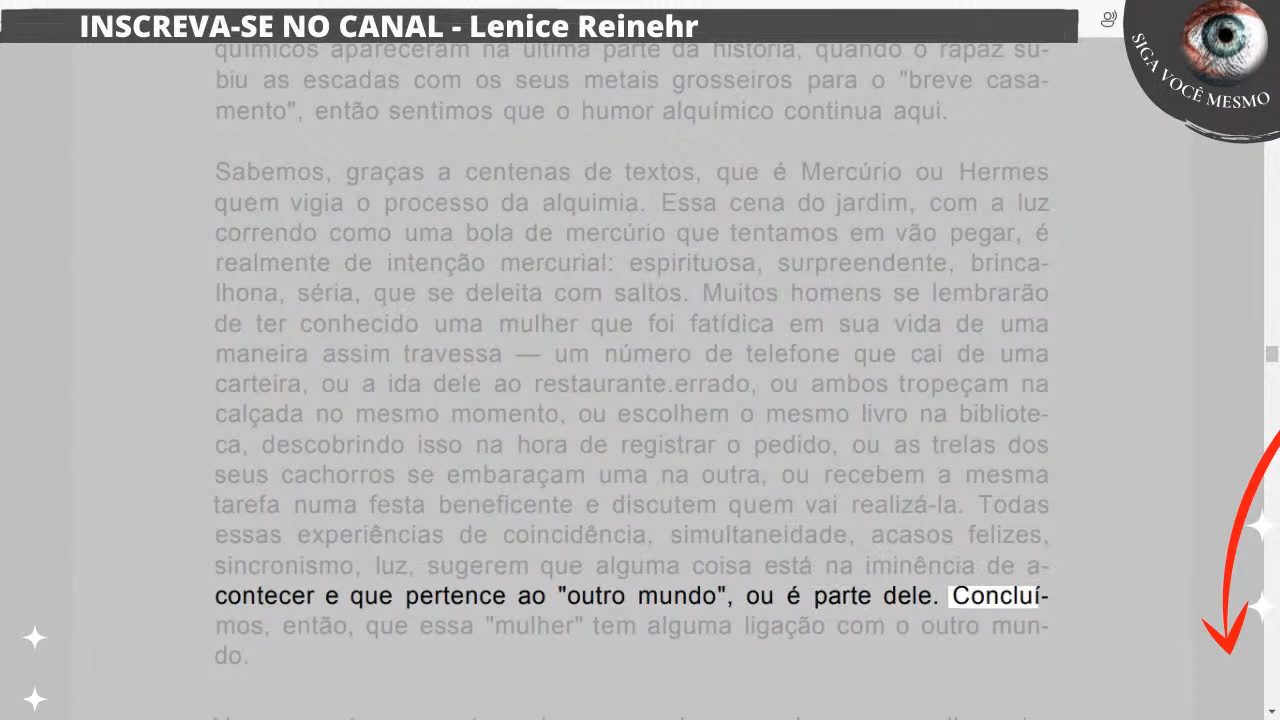 INSCREVA-SE NO CANAL - Lenice Reinehr
SIGA VOCÊ MESMO
químicos apareceram na última parte da história, quando o rapaz su-
biu as escadas com os seus metais grosseiros para o "breve casa-
mento", então sentimos que o humor alquímico continua aqui.
Sabemos, graças a centenas de textos, que é Mercúrio ou Hermes
quem vigia o processo da alquimia. Essa cena do jardim, com a luz
correndo como uma bola de mercúrio que tentamos em vão pegar, é
realmente de intenção mercurial: espirituosa, surpreendente, brinca-
lhona, séria, que se deleita com saltos. Muitos homens se lembrarão
de ter conhecido uma mulher que foi fatídica em sua vida de uma
maneira assim travessa — um número de telefone que cai de uma
carteira, ou a ida dele ao restaurante.errado, ou ambos tropeçam na
calçada no mesmo momento, ou escolhem o mesmo livro na bibliote-
ca, descobrindo isso na hora de registrar o pedido, ou as trelas dos
seus cachorros se embaraçam uma na outra, ou recebem a mesma
tarefa numa festa beneficente e discutem quem vai realizá-la. Todas
essas experiências de coincidência, simultaneidade, acasos felizes,
sincronismo, luz, sugerem que alguma coisa está na iminência de a-
contecer e que pertence ao "outro mundo", ou é parte dele. Concluí-
mos, então, que essa "mulher" tem alguma ligação com o outro mun-
do.